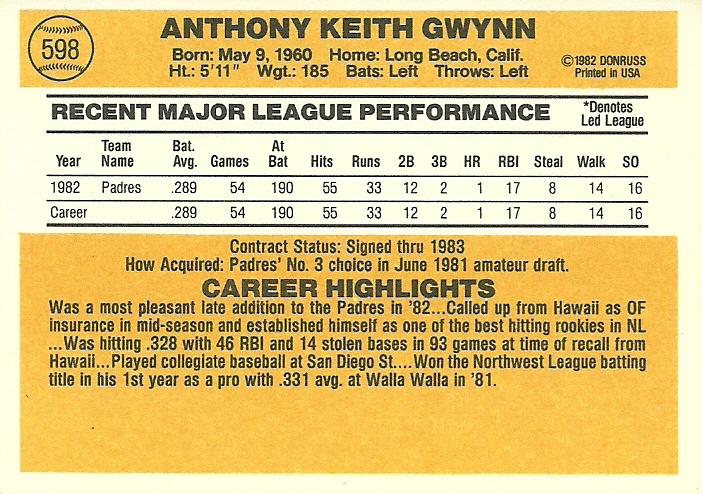 598
ANTHONY KEITH GWYNN
Born: May 9, 1960 Home: Long Beach, Calif.
Ht.: 5'11" Wgt.: 185 Bats: Left Throws: Left
©1982 DONRUSS
Printed in USA
RECENT MAJOR LEAGUE PERFORMANCE
*Denotes
Led League
Year Team Name Bat. Avg. Games At Bat Hits Runs 2B 3B HR RBI Steal Walk SO
1982 Padres .289 54 190 55 33 12 2 1 17 8 14 16
Career .289 54 190 55 33 12 2 1 17 8 14 16
Contract Status: Signed thru 1983
How Acquired: Padres' No. 3 choice in June 1981 amateur draft.
CAREER HIGHLIGHTS
Was a most pleasant late addition to the Padres in '82...Called up from Hawaii as OF
insurance in mid-season and established himself as one of the best hitting rookies in NL
...Was hitting .328 with 46 RBI and 14 stolen bases in 93 games at time of recall from
Hawaii...Played collegiate baseball at San Diego St....Won the Northwest League batting
title in his 1st year as a pro with .331 avg. at Walla Walla in '81.